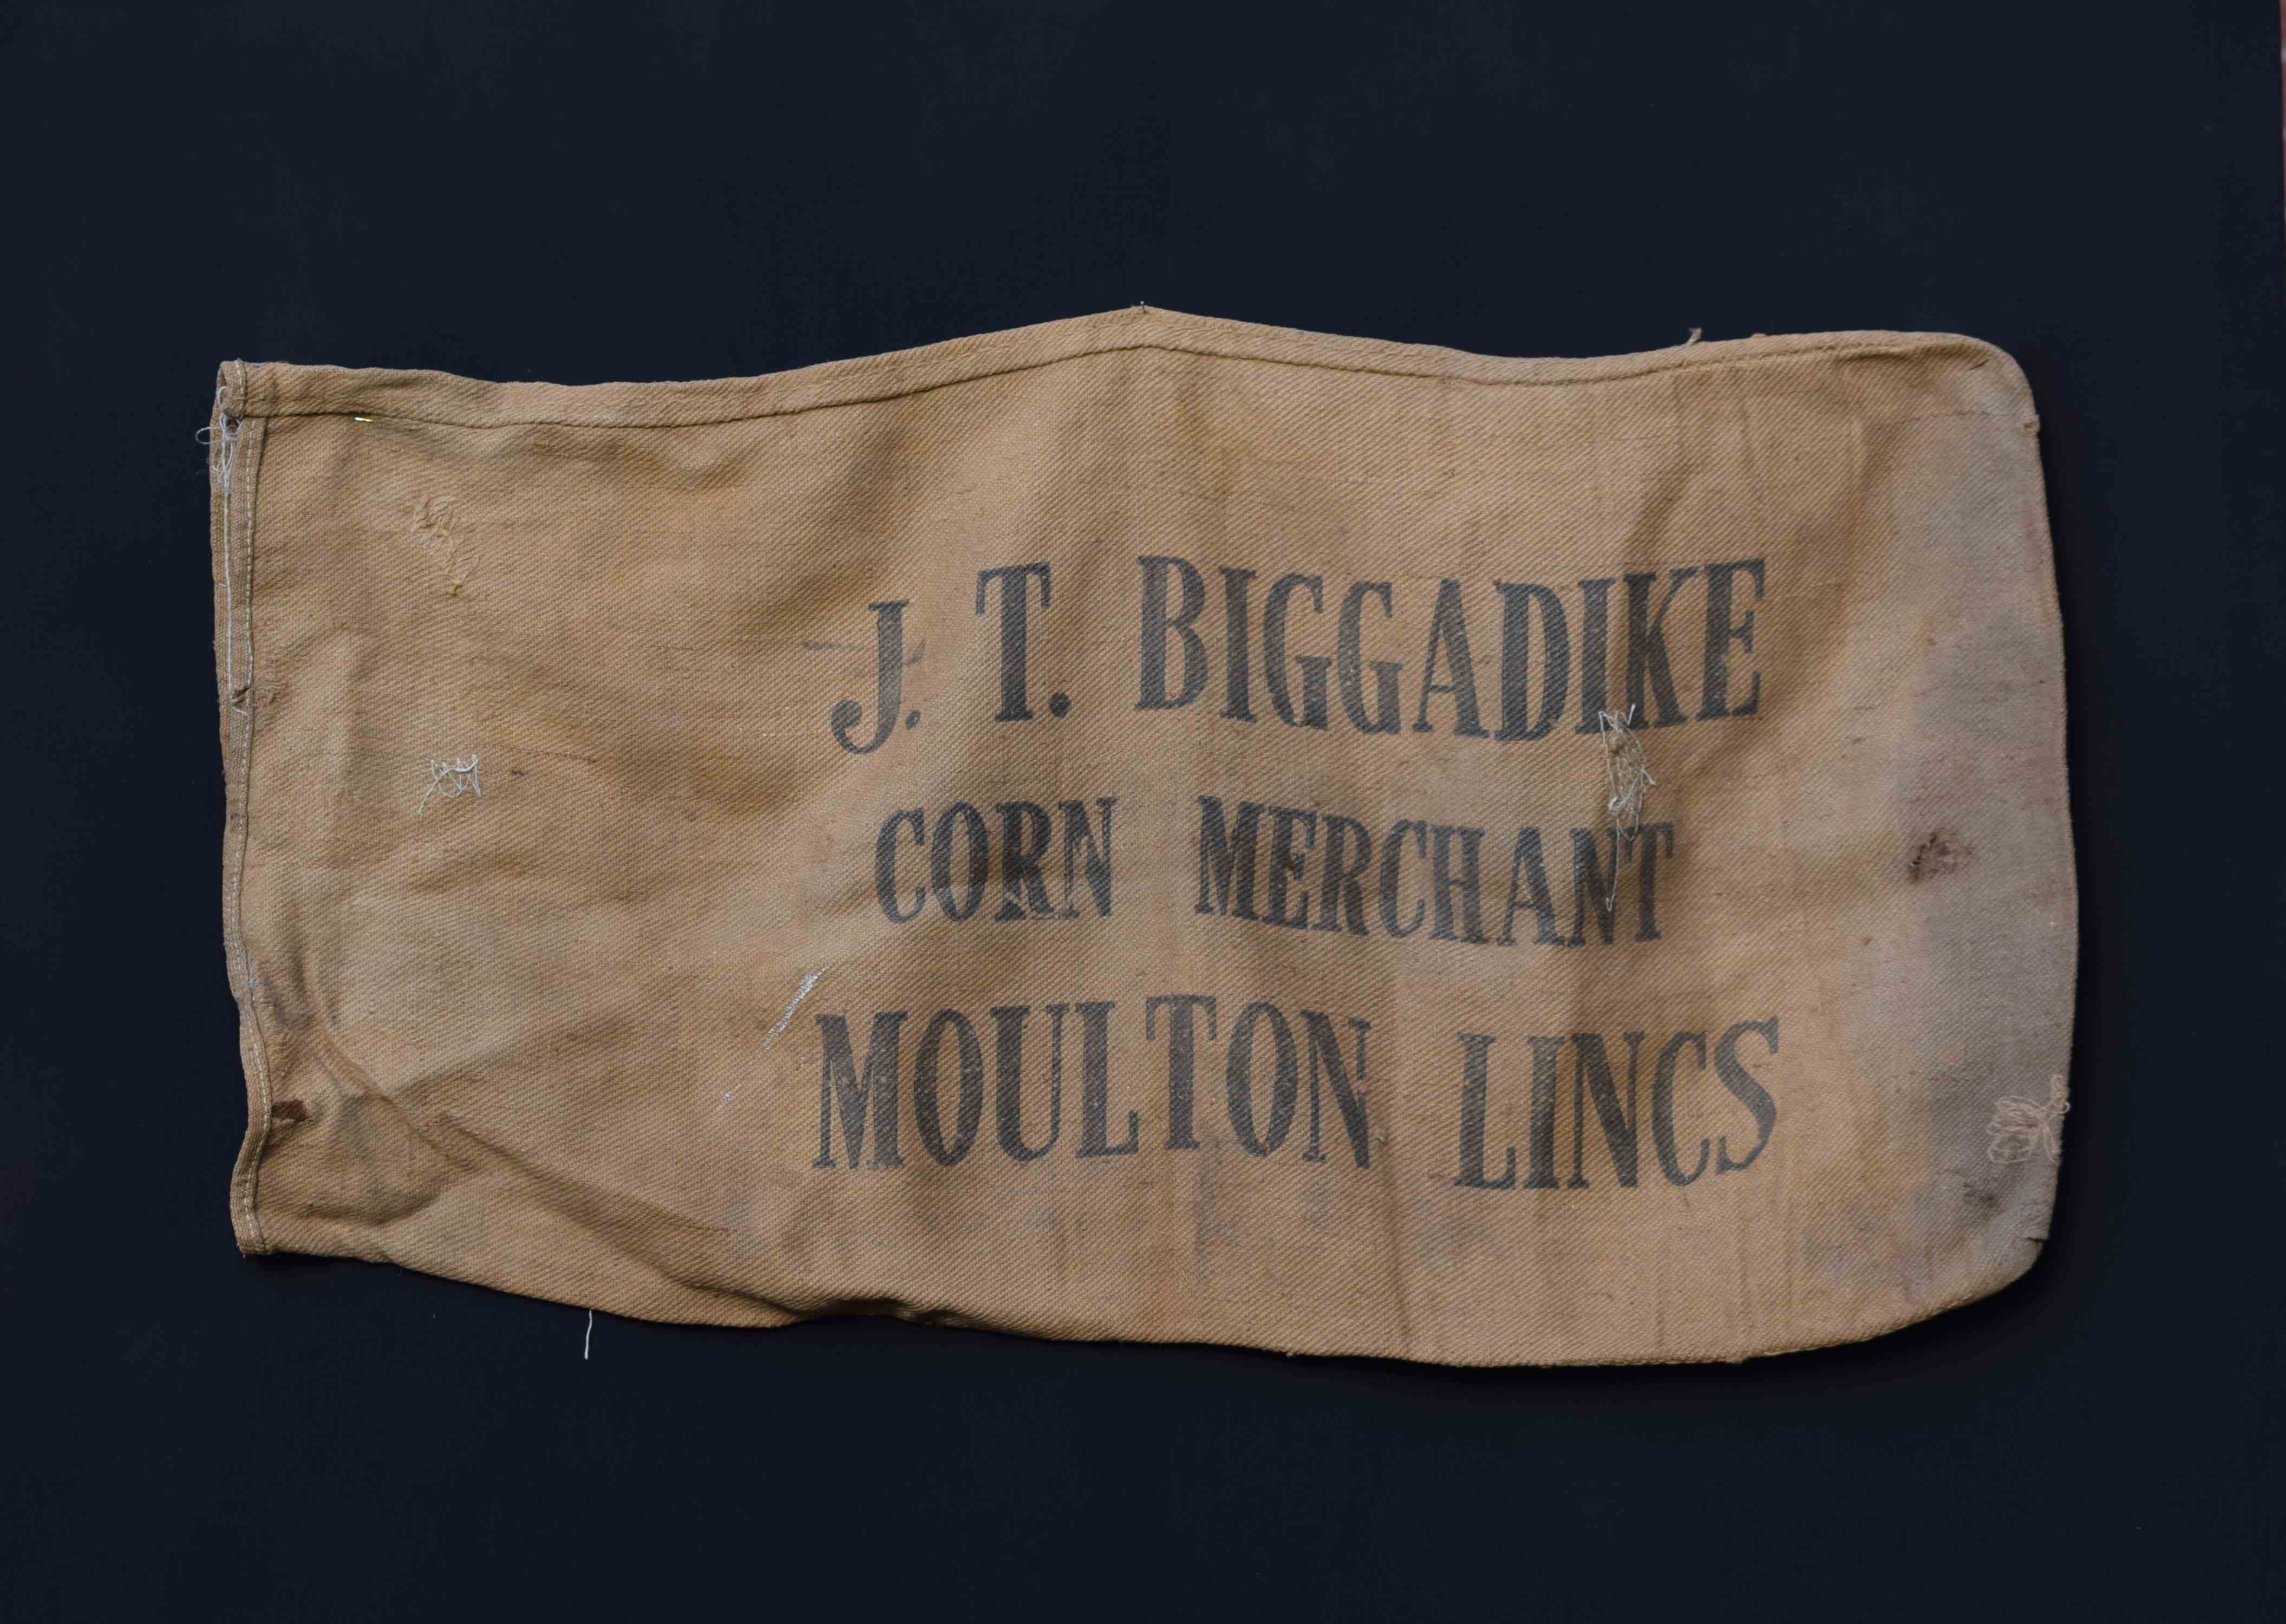 J. T. BIGGADIKE
CORN MERCHANT
MOULTON LINCS